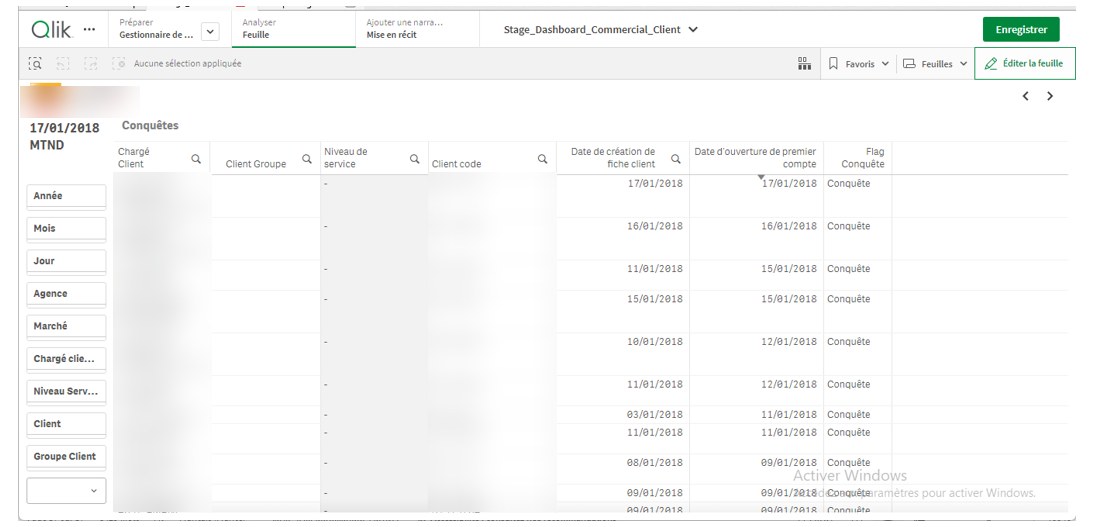 Qlik
Préparer
Gestionnaire de ...
Analyser
Feuille
Ajouter une narra...
Mise en récit
Stage_Dashboard_Commercial_Client
Enregistrer
Aucune sélection appliquée
Favoris
Feuilles
Éditer la feuille
17/01/2018
MTND
Conquêtes
Chargé
Client
Client Groupe
Niveau de
service
Client code
Date de création de
fiche client
Date d'ouverture de premier
compte
Flag
Conquête
Année
Mois
Jour
Agence
Marché
Chargé clie...
Niveau Serv...
Client
Groupe Client
- 17/01/2018 17/01/2018 Conquête
- 16/01/2018 16/01/2018 Conquête
- 11/01/2018 15/01/2018 Conquête
- 15/01/2018 15/01/2018 Conquête
- 10/01/2018 12/01/2018 Conquête
- 11/01/2018 12/01/2018 Conquête
- 03/01/2018 11/01/2018 Conquête
- 11/01/2018 11/01/2018 Conquête
- 08/01/2018 09/01/2018 Conquête
- 09/01/2018 09/01/2018 Conquête
- 09/01/2018 09/01/2018 Conquête
Activer Windows
paramètres pour activer Windows.